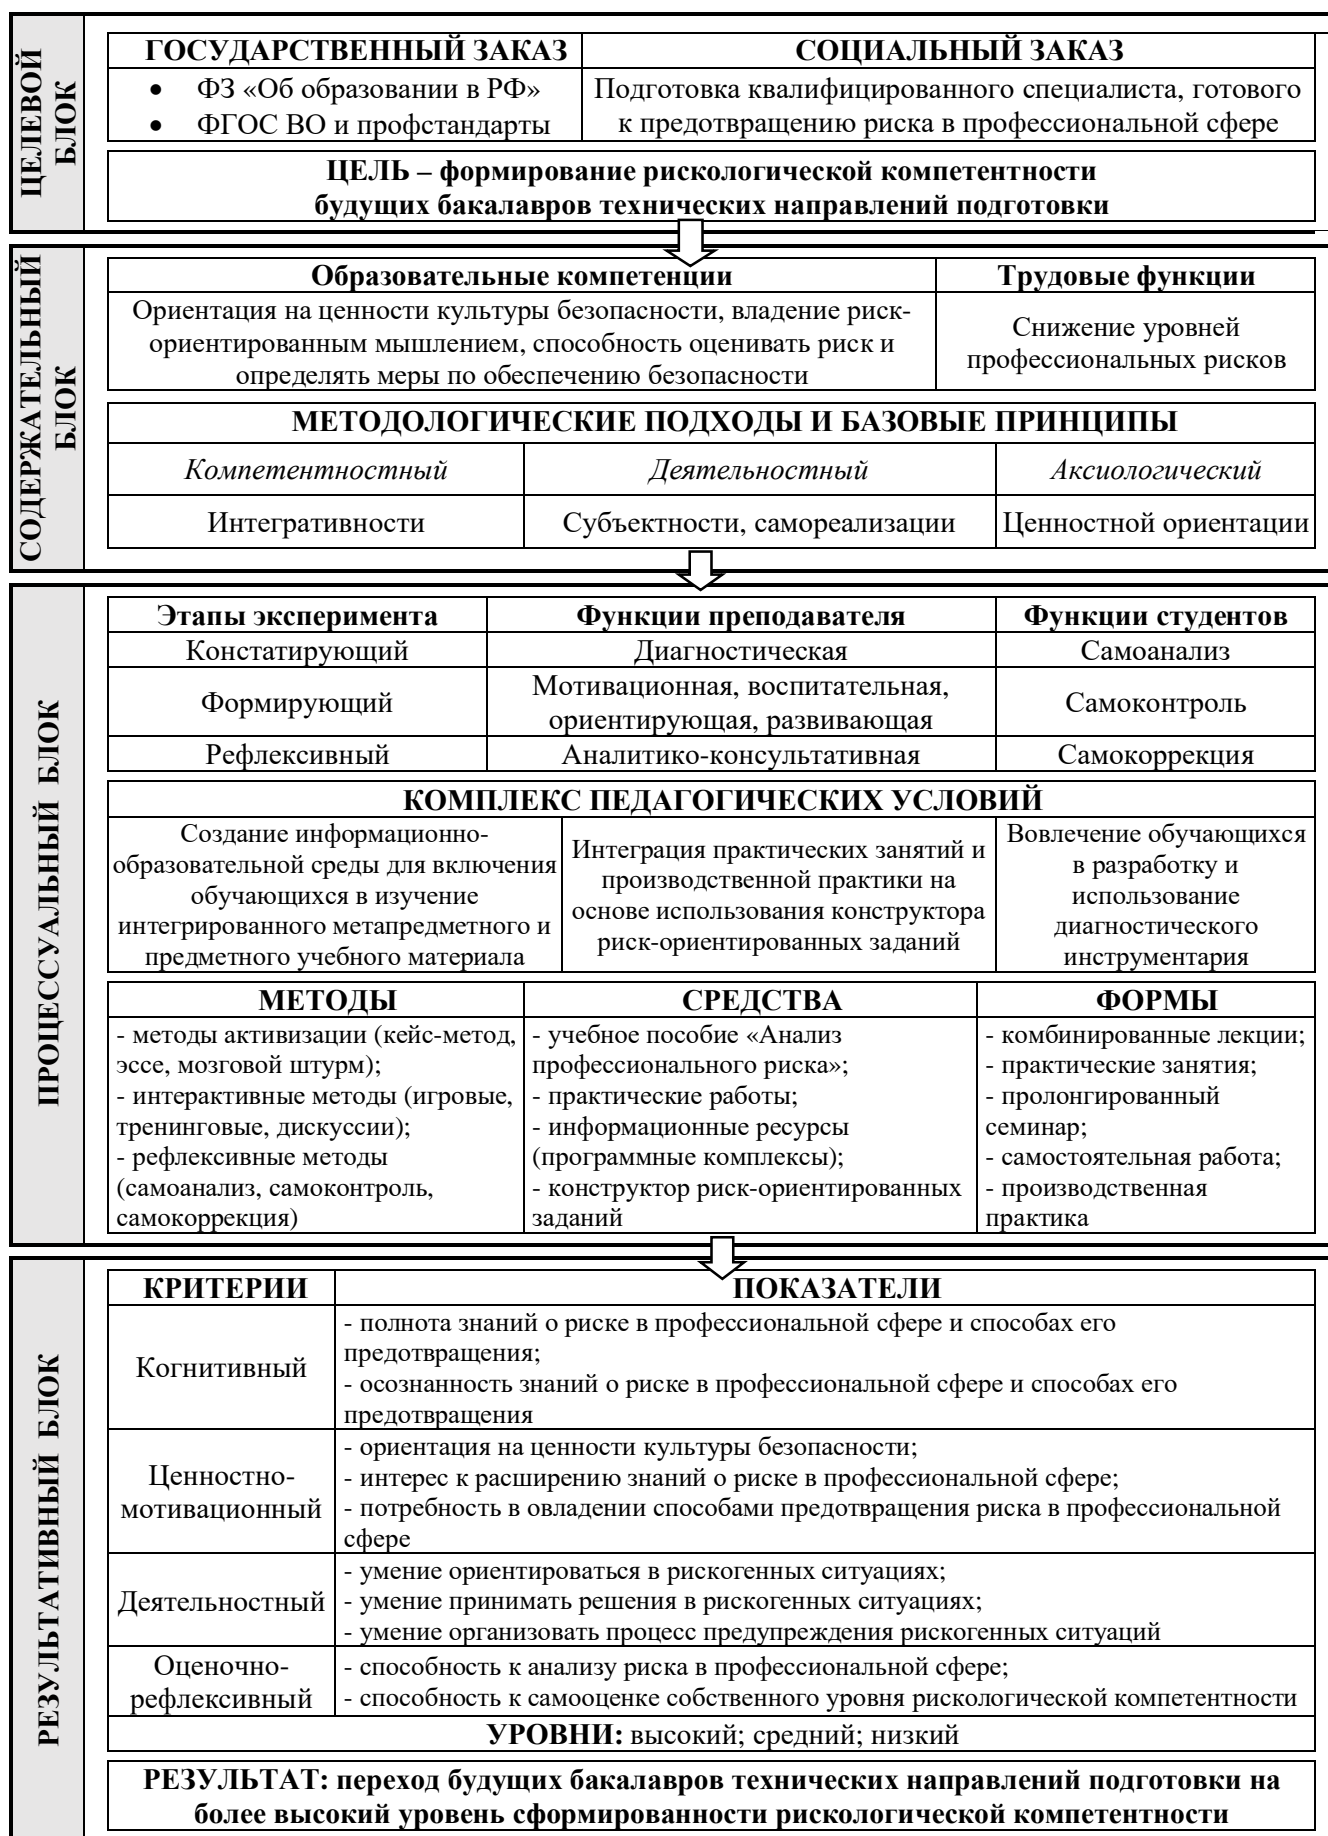 ЦЕЛЕВОЙ
БЛОК
ГОСУДАРСТВЕННЫЙ ЗАКАЗ
СОЦИАЛЬНЫЙ ЗАКАЗ
• ФЗ «Об образовании в РФ»
• ФГОС ВО и профстандарты
Подготовка квалифицированного специалиста, готового
к предотвращению риска в профессиональной сфере
ЦЕЛЬ – формирование рискологической компетентности
будущих бакалавров технических направлений подготовки
СОДЕРЖАТЕЛЬНЫЙ
БЛОК
Образовательные компетенции
Трудовые функции
Ориентация на ценности культуры безопасности, владение риск-
ориентированным мышлением, способность оценивать риск и
определять меры по обеспечению безопасности
Снижение уровней
профессиональных рисков
МЕТОДОЛОГИЧЕСКИЕ ПОДХОДЫ И БАЗОВЫЕ ПРИНЦИПЫ
Компетентностный
Деятельностный
Аксиологический
Интегративности
Субъектности, самореализации
Ценностной ориентации
ПРОЦЕССУАЛЬНЫЙ БЛОК
Этапы эксперимента
Функции преподавателя
Функции студентов
Констатирующий
Диагностическая
Самоанализ
Формирующий
Мотивационная, воспитательная,
ориентирующая, развивающая
Самоконтроль
Рефлексивный
Аналитико-консультативная
Самокоррекция
КОМПЛЕКС ПЕДАГОГИЧЕСКИХ УСЛОВИЙ
Создание информационно-
образовательной среды для включения
обучающихся в изучение
интегрированного метапредметного и
предметного учебного материала
Интеграция практических занятий и
производственной практики на
основе использования конструктора
риск-ориентированных заданий
Вовлечение обучающихся
в разработку и
использование
диагностического
инструментария
МЕТОДЫ
СРЕДСТВА
ФОРМЫ
- методы активизации (кейс-метод,
эссе, мозговой штурм);
- интерактивные методы (игровые,
тренинговые, дискуссии);
- рефлексивные методы
(самоанализ, самоконтроль,
самокоррекция)
- учебное пособие «Анализ
профессионального риска»;
- практические работы;
- информационные ресурсы
(программные комплексы);
- конструктор риск-ориентированных
заданий
- комбинированные лекции;
- практические занятия;
- пролонгированный
семинар;
- самостоятельная работа;
- производственная
практика
РЕЗУЛЬТАТИВНЫЙ БЛОК
КРИТЕРИИ
ПОКАЗАТЕЛИ
Когнитивный
- полнота знаний о риске в профессиональной сфере и способах его
предотвращения;
- осознанность знаний о риске в профессиональной сфере и способах его
предотвращения
Ценностно-
мотивационный
- ориентация на ценности культуры безопасности;
- интерес к расширению знаний о риске в профессиональной сфере;
- потребность в овладении способами предотвращения риска в профессиональной
сфере
Деятельностный
- умение ориентироваться в рискогенных ситуациях;
- умение принимать решения в рискогенных ситуациях;
- умение организовать процесс предупреждения рискогенных ситуаций
Оценочно-
рефлексивный
- способность к анализу риска в профессиональной сфере;
- способность к самооценке собственного уровня рискологической компетентности
УРОВНИ: высокий; средний; низкий
РЕЗУЛЬТАТ: переход будущих бакалавров технических направлений подготовки на
более высокий уровень сформированности рискологической компетентности